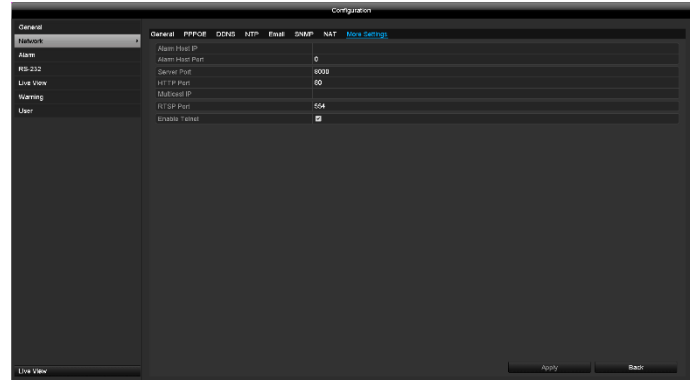 Configuration
General
Network
Alarm
RS-232
Live View
Warning
User
General PPPOE DDNS NTP Email SNMP NAT More Settings
Alarm Host IP
Alarm Host Port 0
Server Port 8000
HTTP Port 80
Multicast IP
RTSP Port 554
Enable Telnet
Live View
Apply Back